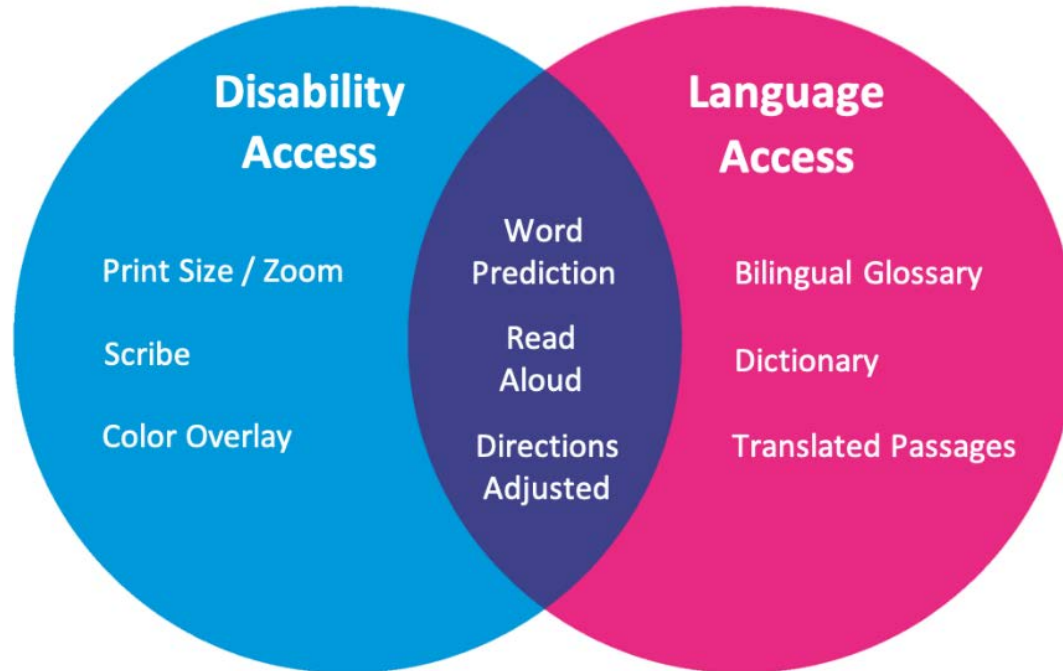 Disability
Access
Print Size / Zoom
Scribe
Color Overlay
Word
Prediction
Read
Aloud
Directions
Adjusted
Language
Access
Bilingual Glossary
Dictionary
Translated Passages